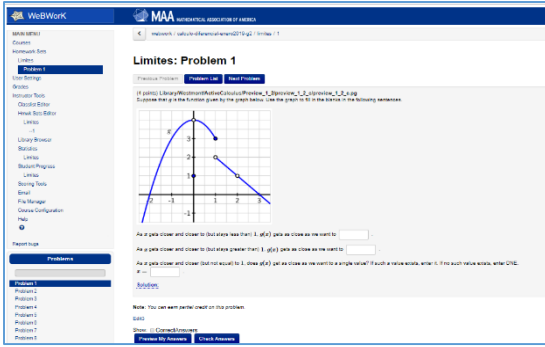 WeBWorK
MAA MATHEMATICAL ASSOCIATION OF AMERICA
MAIN MENU
Courses
Homework Sets
Limites
Problem 1
User Settings
Grades
Instructor Tools
Classlist Editor
Hmwk Sets Editor
Limites
--1
Library Browser
Statistics
Limites
Student Progress
Limites
Scoring Tools
Email
File Manager
Course Configuration
Help
Report bugs
Problems
Problem 1
Problem 2
Problem 3
Problem 4
Problem 5
Problem 6
Problem 7
Problem 8
webwork / / limites / 1
Limites: Problem 1
Previous Problem Problem List Next Problem
(4 points)
Suppose that g is the function given by the graph below. Use the graph to fill in the blanks in the following sentences.
g
3
2
1
-2 -1 1 2 3
-1
As x gets closer and closer to (but stays less than) 1, g(x) gets as close as we want to .
As x gets closer and closer to (but stays greater than) 1, g(x) gets as close as we want to .
As x gets closer and closer (but not equal) to 1, does g(x) get as close as we want to a single value? If such a value exists, enter it. If no such value exists, enter DNE.
x =
Solution:
Note: You can earn partial credit on this problem.
Show CorrectAnswers
Preview My Answers Check Answers